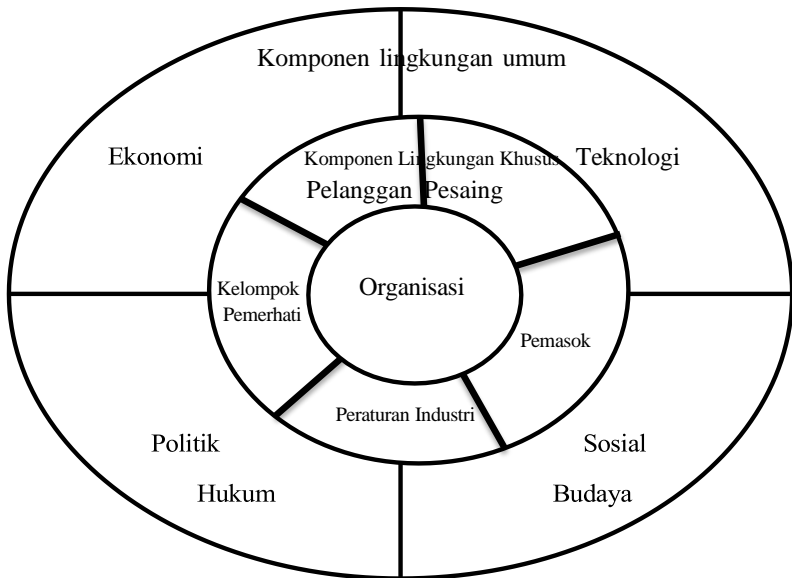 Komponen lingkungan umum
Ekonomi
Komponen Lingkungan Khusus
Teknologi
Pelanggan Pesaing
Kelompok
Pemerhati
Organisasi
Pemasok
Peraturan Industri
Politik
Hukum
Sosial
Budaya